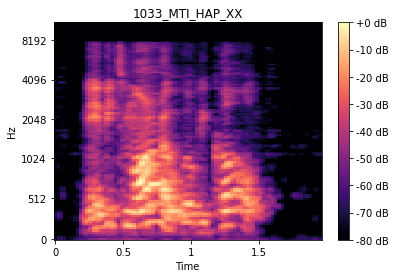 1033_MTI_HAP_XX
+0 dB
8192
-10 dB
4096
-20 dB
-30 dB
2048
Hz
-40 dB
1024
-50 dB
512
-60 dB
-70 dB
0
-80 dB
0 0.5 1 1.5
Time